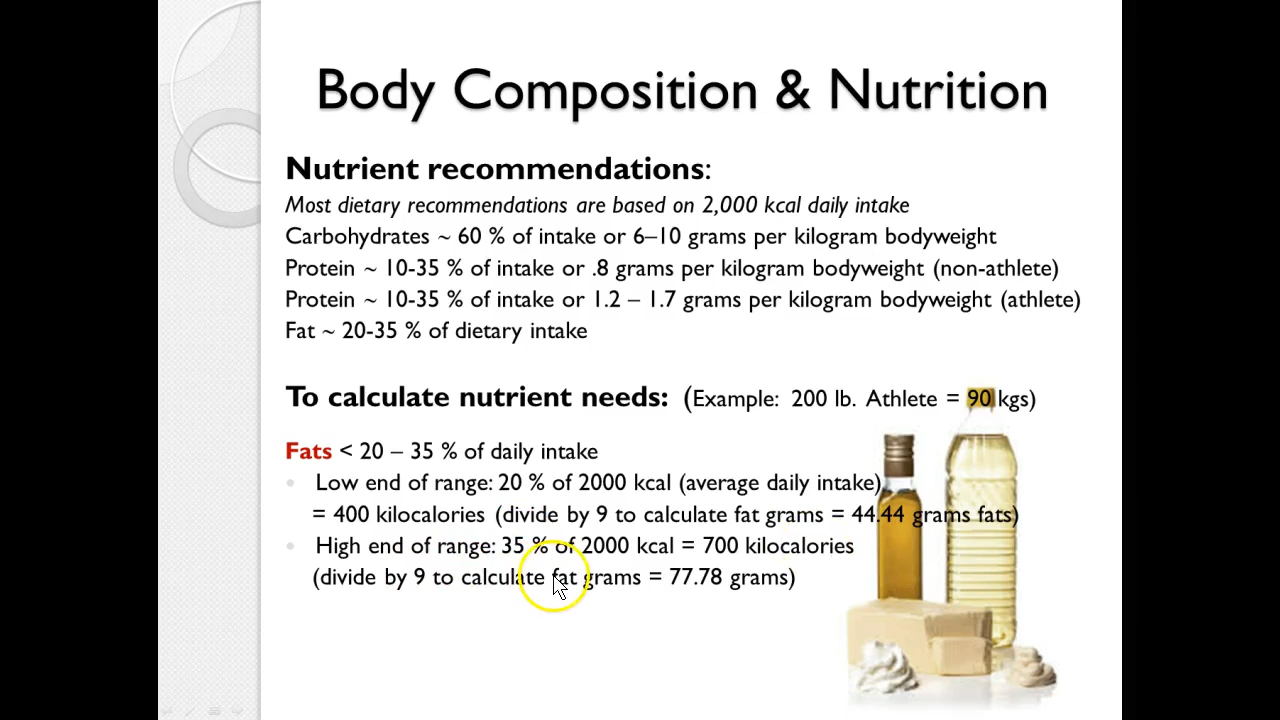 Body Composition & Nutrition
Nutrient recommendations:
Most dietary recommendations are based on 2,000 kcal daily intake
Carbohydrates ~ 60 % of intake or 6–10 grams per kilogram bodyweight
Protein ~ 10-35 % of intake or .8 grams per kilogram bodyweight (non-athlete)
Protein ~ 10-35 % of intake or 1.2 – 1.7 grams per kilogram bodyweight (athlete)
Fat ~ 20-35 % of dietary intake
To calculate nutrient needs: (Example: 200 lb. Athlete = 90 kgs)
Fats < 20 – 35 % of daily intake
• Low end of range: 20 % of 2000 kcal (average daily intake)
= 400 kilocalories (divide by 9 to calculate fat grams = 44.44 grams fats)
• High end of range: 35 % of 2000 kcal = 700 kilocalories
(divide by 9 to calculate fat grams = 77.78 grams)